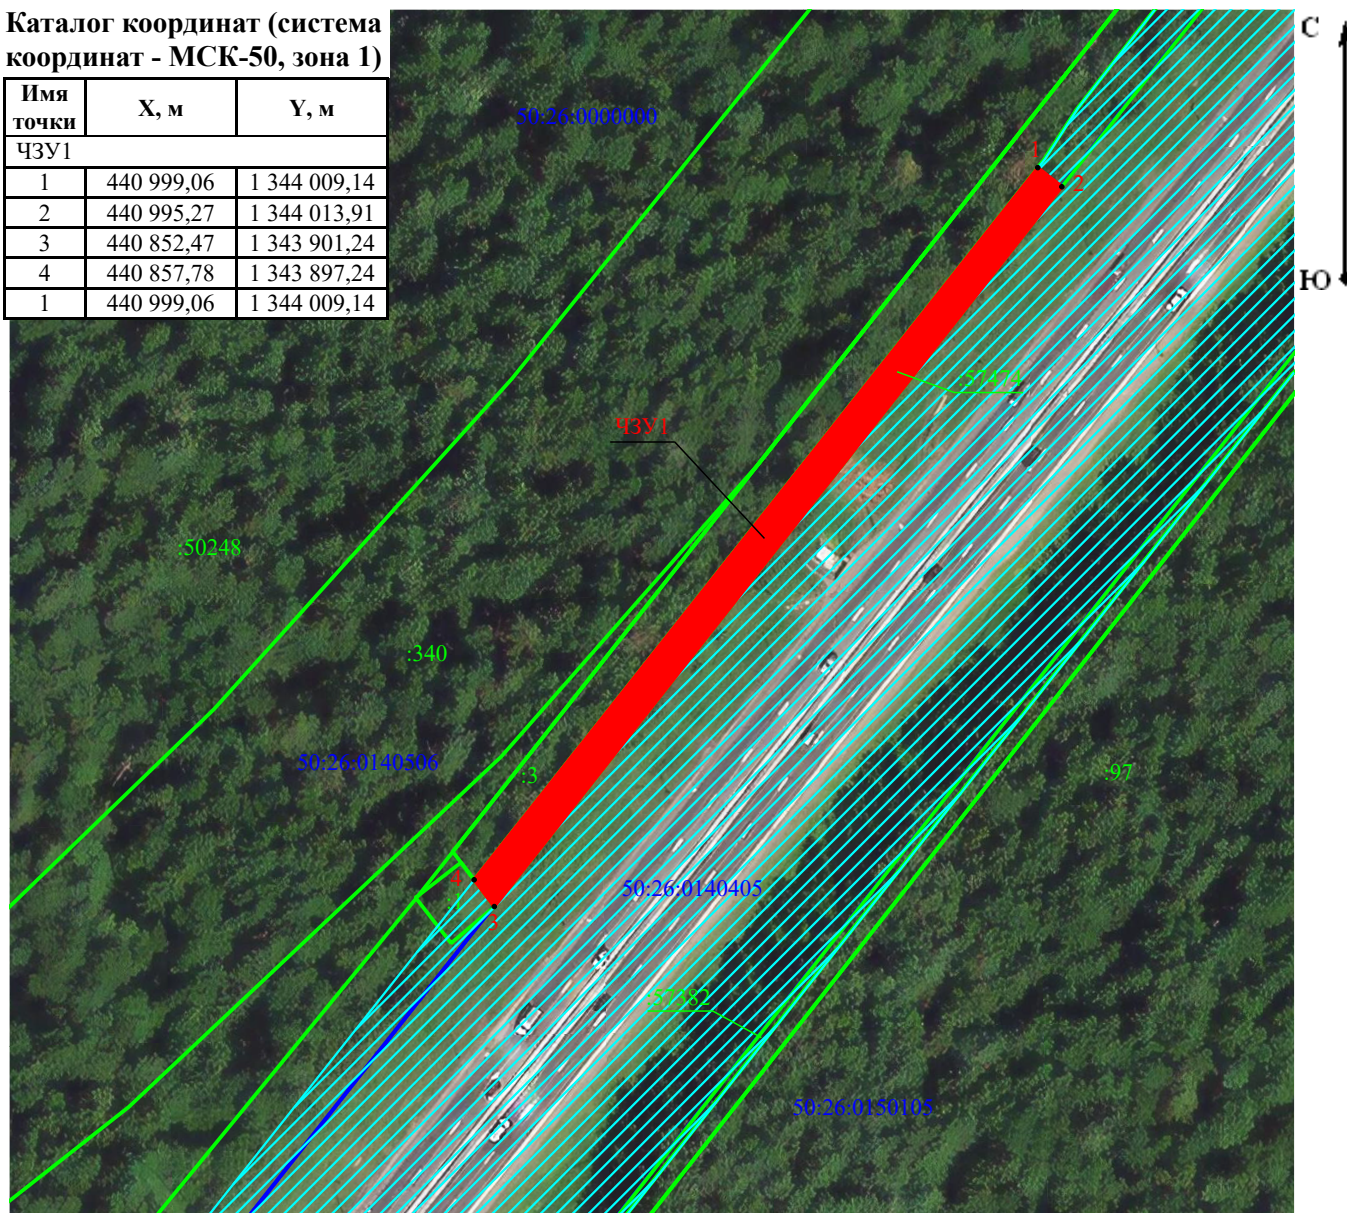 Каталог координат (система
координат - МСК-50, зона 1)
Имя точки X, м Y, м
ЧЗУ1
1 440 999,06 1 344 009,14
2 440 995,27 1 344 013,91
3 440 852,47 1 343 901,24
4 440 857,78 1 343 897,24
1 440 999,06 1 344 009,14
С
Ю
50:26:0000000
1
2
ЧЗУ1
:50248
:340
50:26:0140506
:3
:97
4
:1
3
50:26:0140405
50:26:0150105